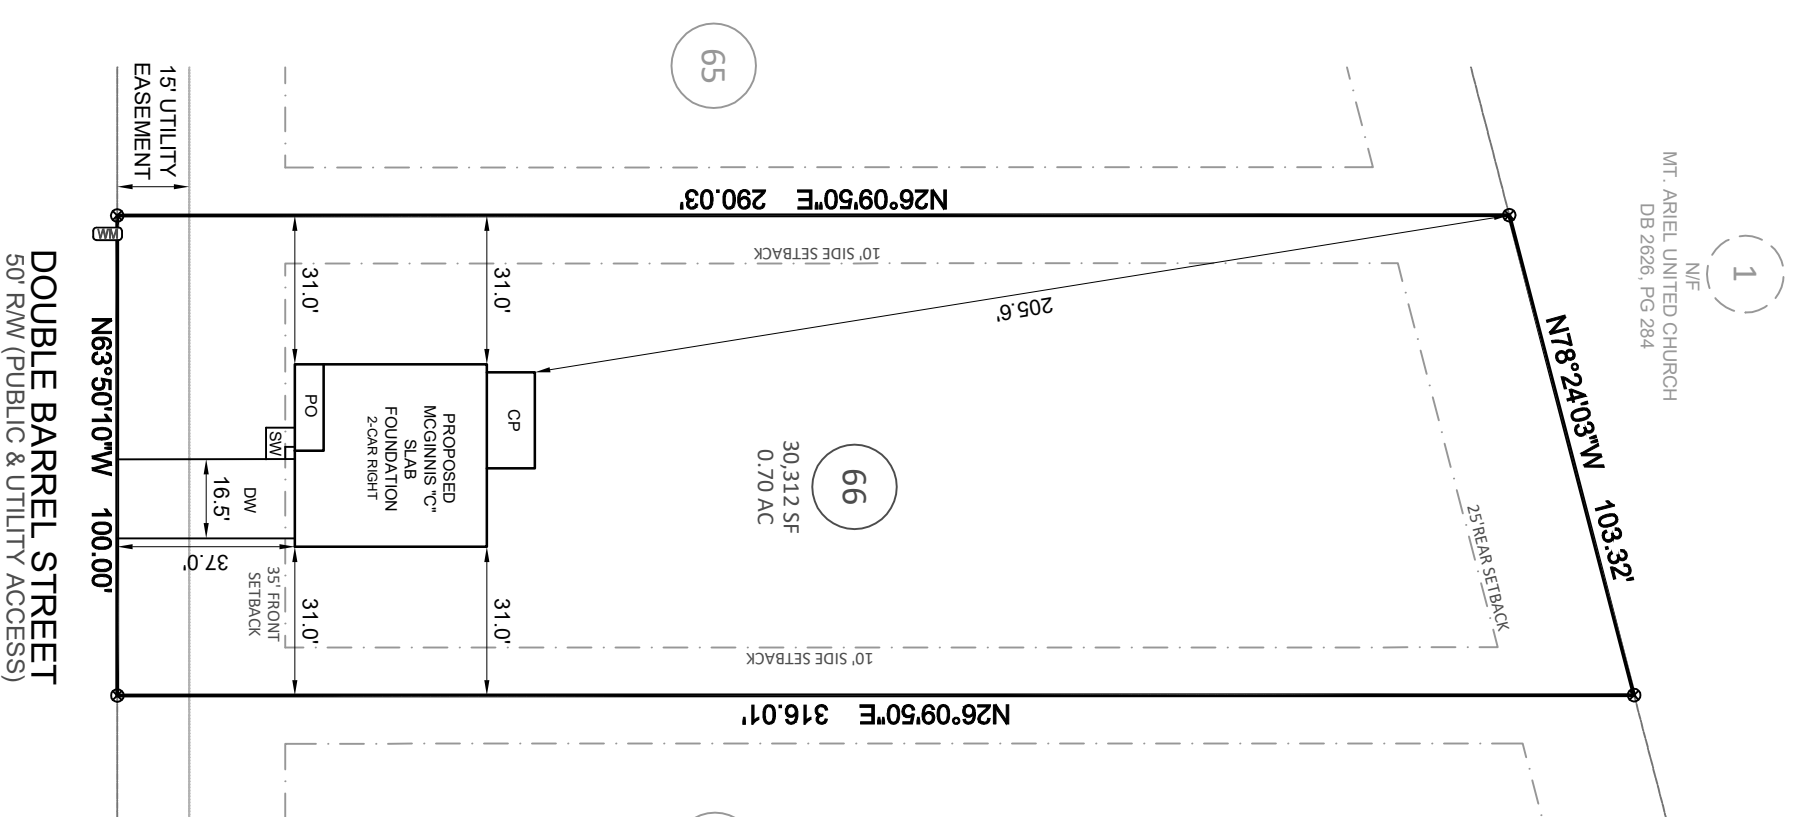 65
15' UTILITY
EASEMENT
N26°09'50"E 290.03'
MT. ARIEL UNITED CHURCH
DB 2626, PG 284
N/F
1
10' SIDE SETBACK
31.0'
31.0'
205.6'
WM
N78°24'03"W 103.32'
DOUBLE BARREL STREET
50' R/W (PUBLIC & UTILITY ACCESS)
N63°50'10"W 100.00'
PO
CP
SW
PROPOSED
MCGINNIS "C"
SLAB
FOUNDATION
2-CAR RIGHT
66
30,312 SF
0.70 AC
DW
16.5'
37.0'
35' FRONT
SETBACK
31.0'
31.0'
25'REAR SETBACK
10' SIDE SETBACK
N26°09'50"E 316.01'